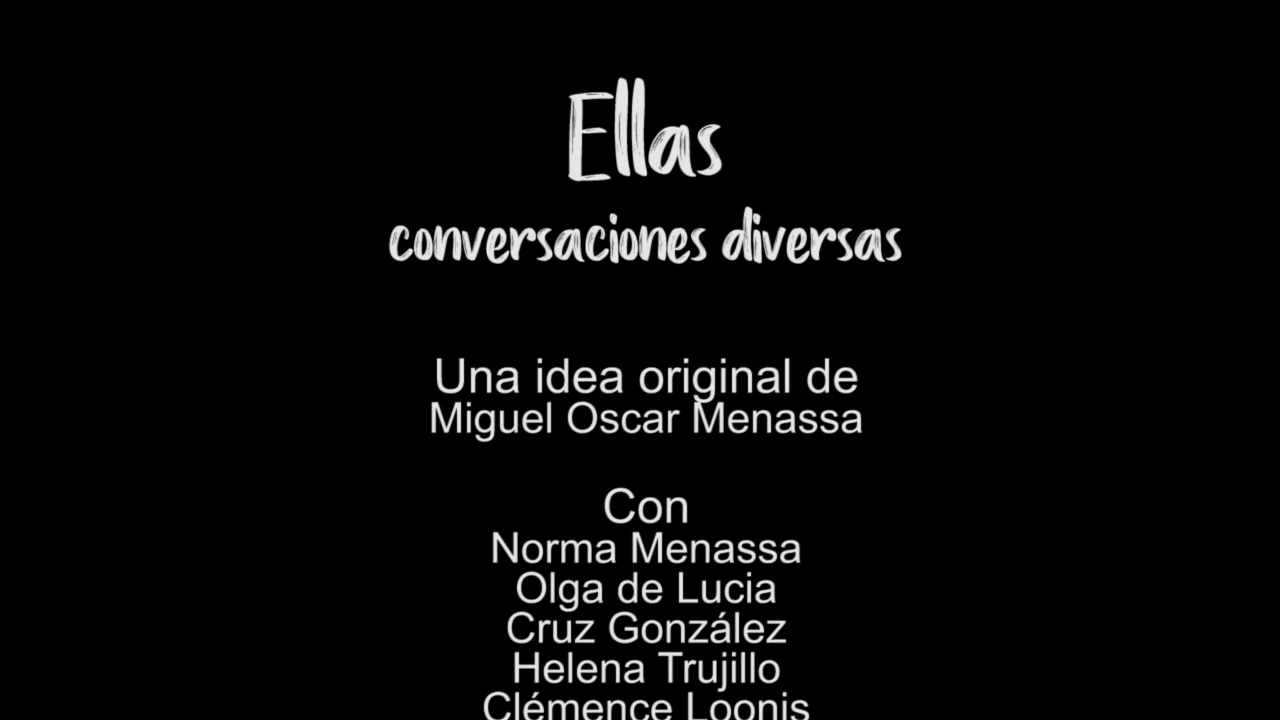 Ellas
conversaciones diversas
Una idea original de
Miguel Oscar Menassa
Con
Norma Menassa
Olga de Lucia
Cruz González
Helena Trujillo
Clémence Loonis